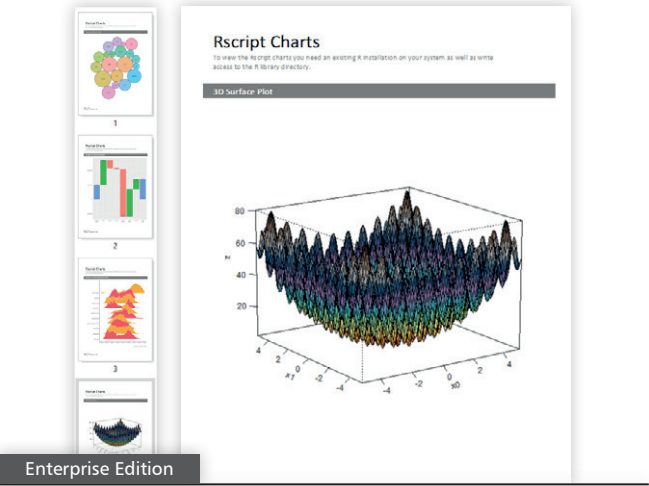 Rscript Charts
To view the Rscript charts you need an existing R installation on your system as well as write
access to the R library directory.
3D Surface Plot
1
2
3
80
60
z
40
20
4
2
0
x1
-2
-4
-4
-2
0
x0
2
4
Enterprise Edition